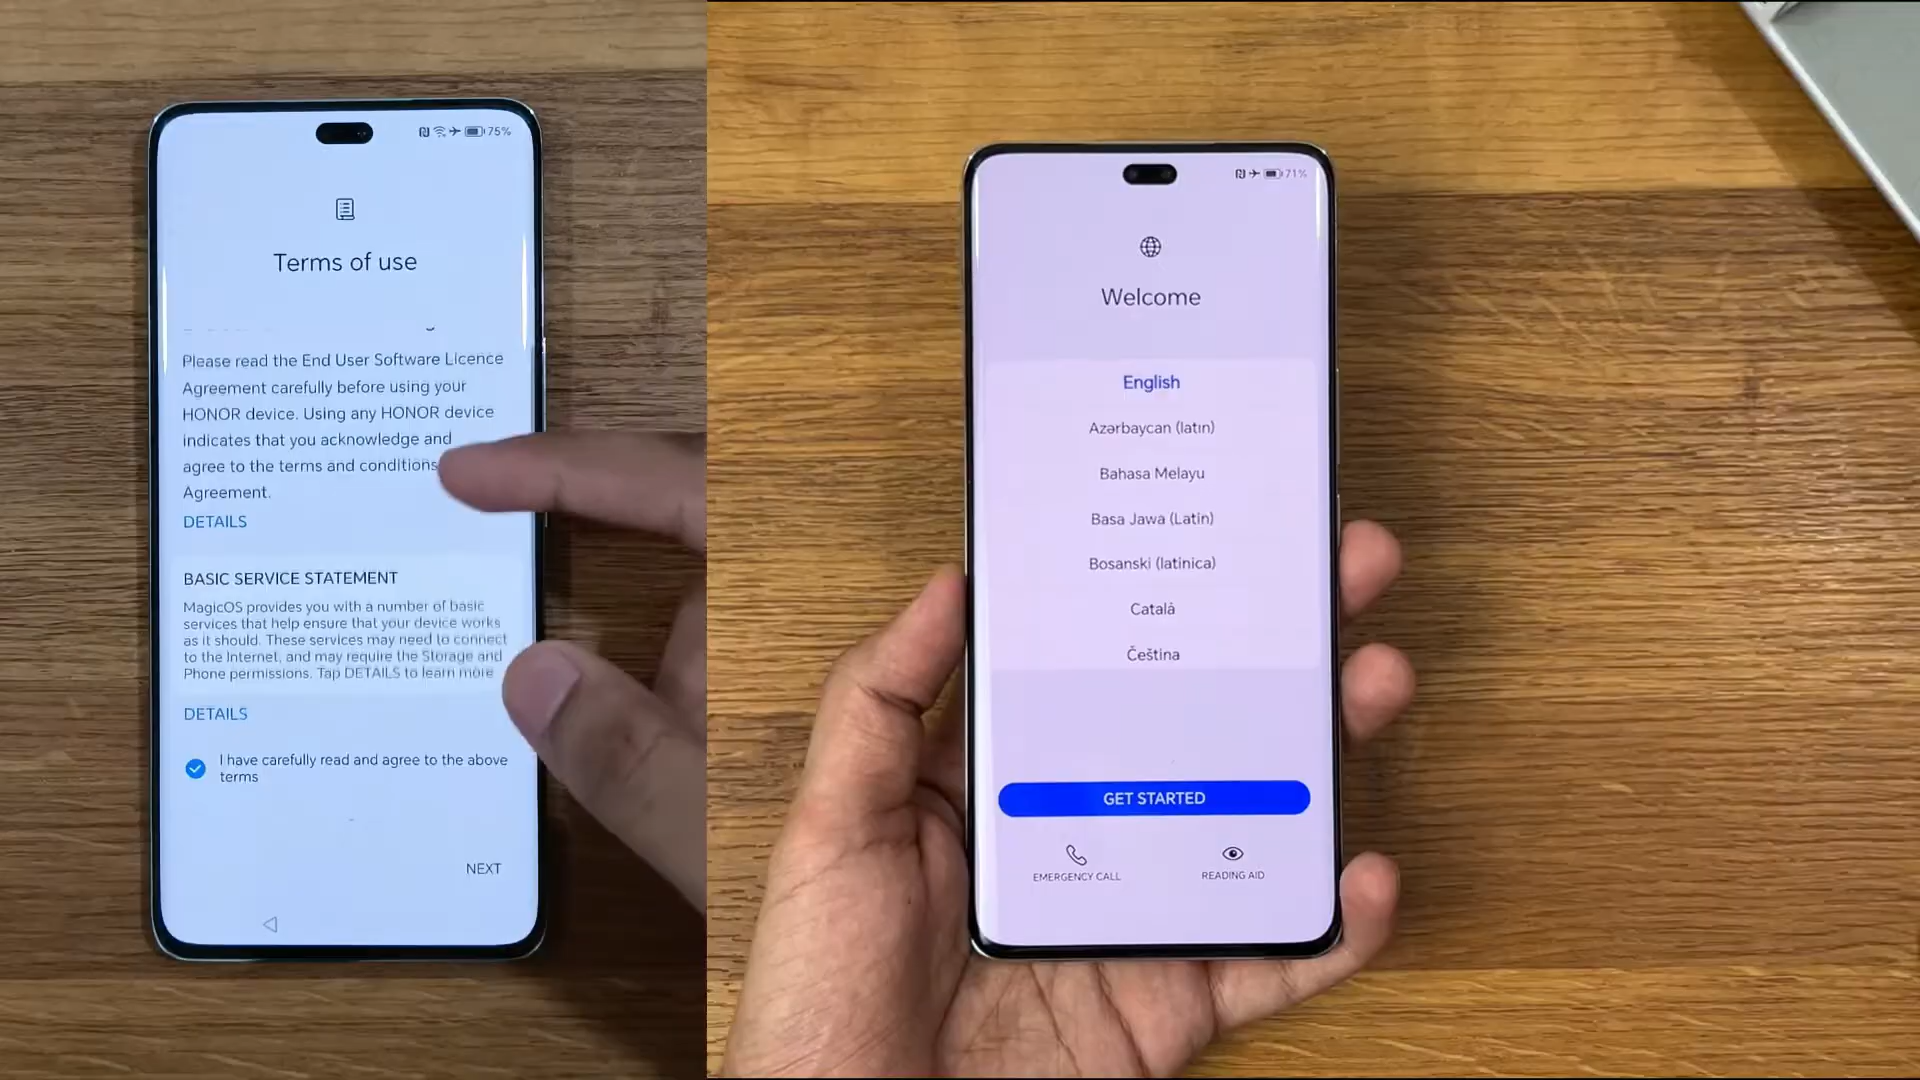 75%
Terms of use
Please read the End User Software Licence
Agreement carefully before using your
HONOR device. Using any HONOR device
indicates that you acknowledge and
agree to the terms and conditions
Agreement.
DETAILS
BASIC SERVICE STATEMENT
MagicOS provides you with a number of basic
services that help ensure that your device works
as it should. These services may need to connect
to the Internet, and may require the Storage and
Phone permissions. Tap DETAILS to learn more
DETAILS
I have carefully read and agree to the above
terms
NEXT
71%
Welcome
English
Azərbaycan (latın)
Bahasa Melayu
Basa Jawa (Latin)
Bosanski (latinica)
Català
Čeština
GET STARTED
EMERGENCY CALL
READING AID